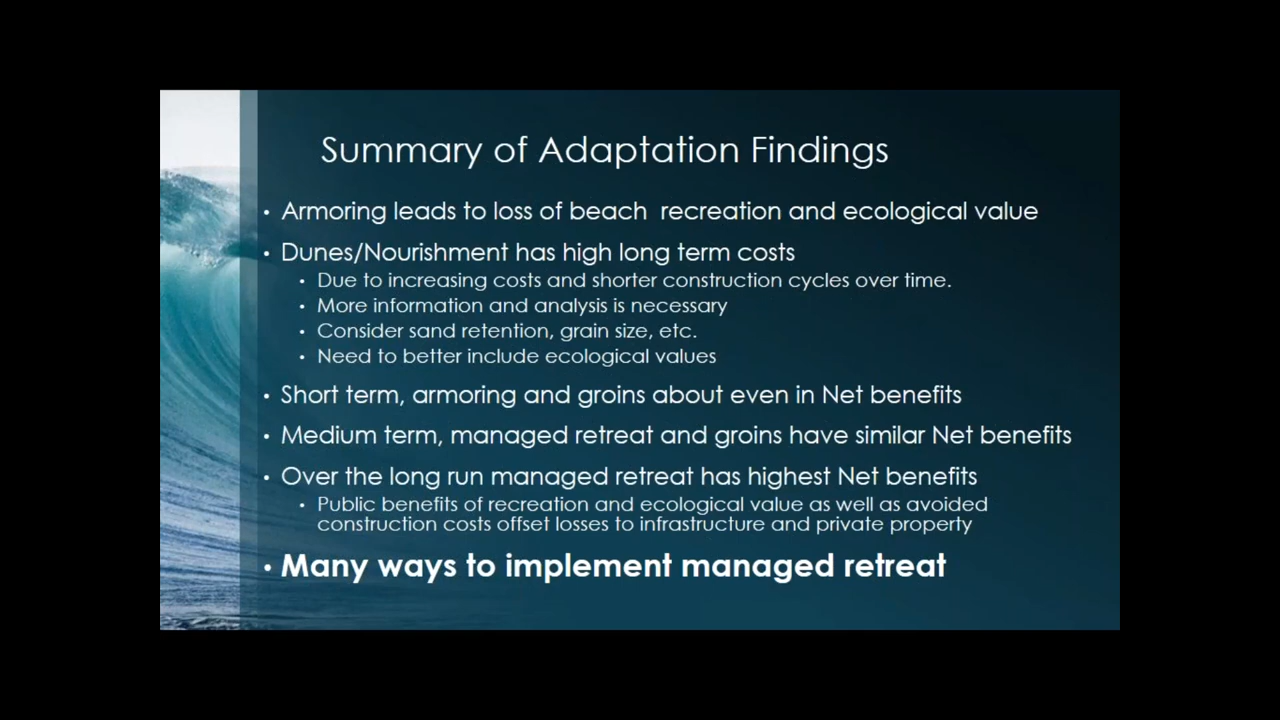 Summary of Adaptation Findings
• Armoring leads to loss of beach recreation and ecological value
• Dunes/Nourishment has high long term costs
• Due to increasing costs and shorter construction cycles over time.
• More information and analysis is necessary
• Consider sand retention, grain size, etc.
• Need to better include ecological values
• Short term, armoring and groins about even in Net benefits
• Medium term, managed retreat and groins have similar Net benefits
• Over the long run managed retreat has highest Net benefits
• Public benefits of recreation and ecological value as well as avoided
construction costs offset losses to infrastructure and private property
• Many ways to implement managed retreat